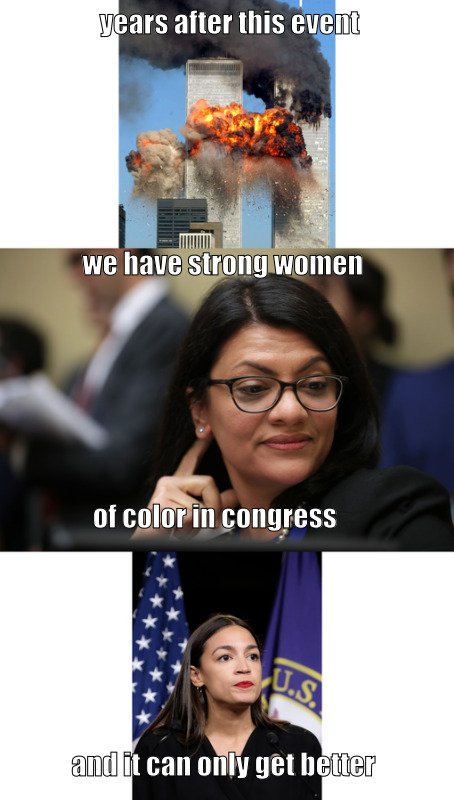 years after this event
we have strong women
of color in congress
U.S.
and it can only get better